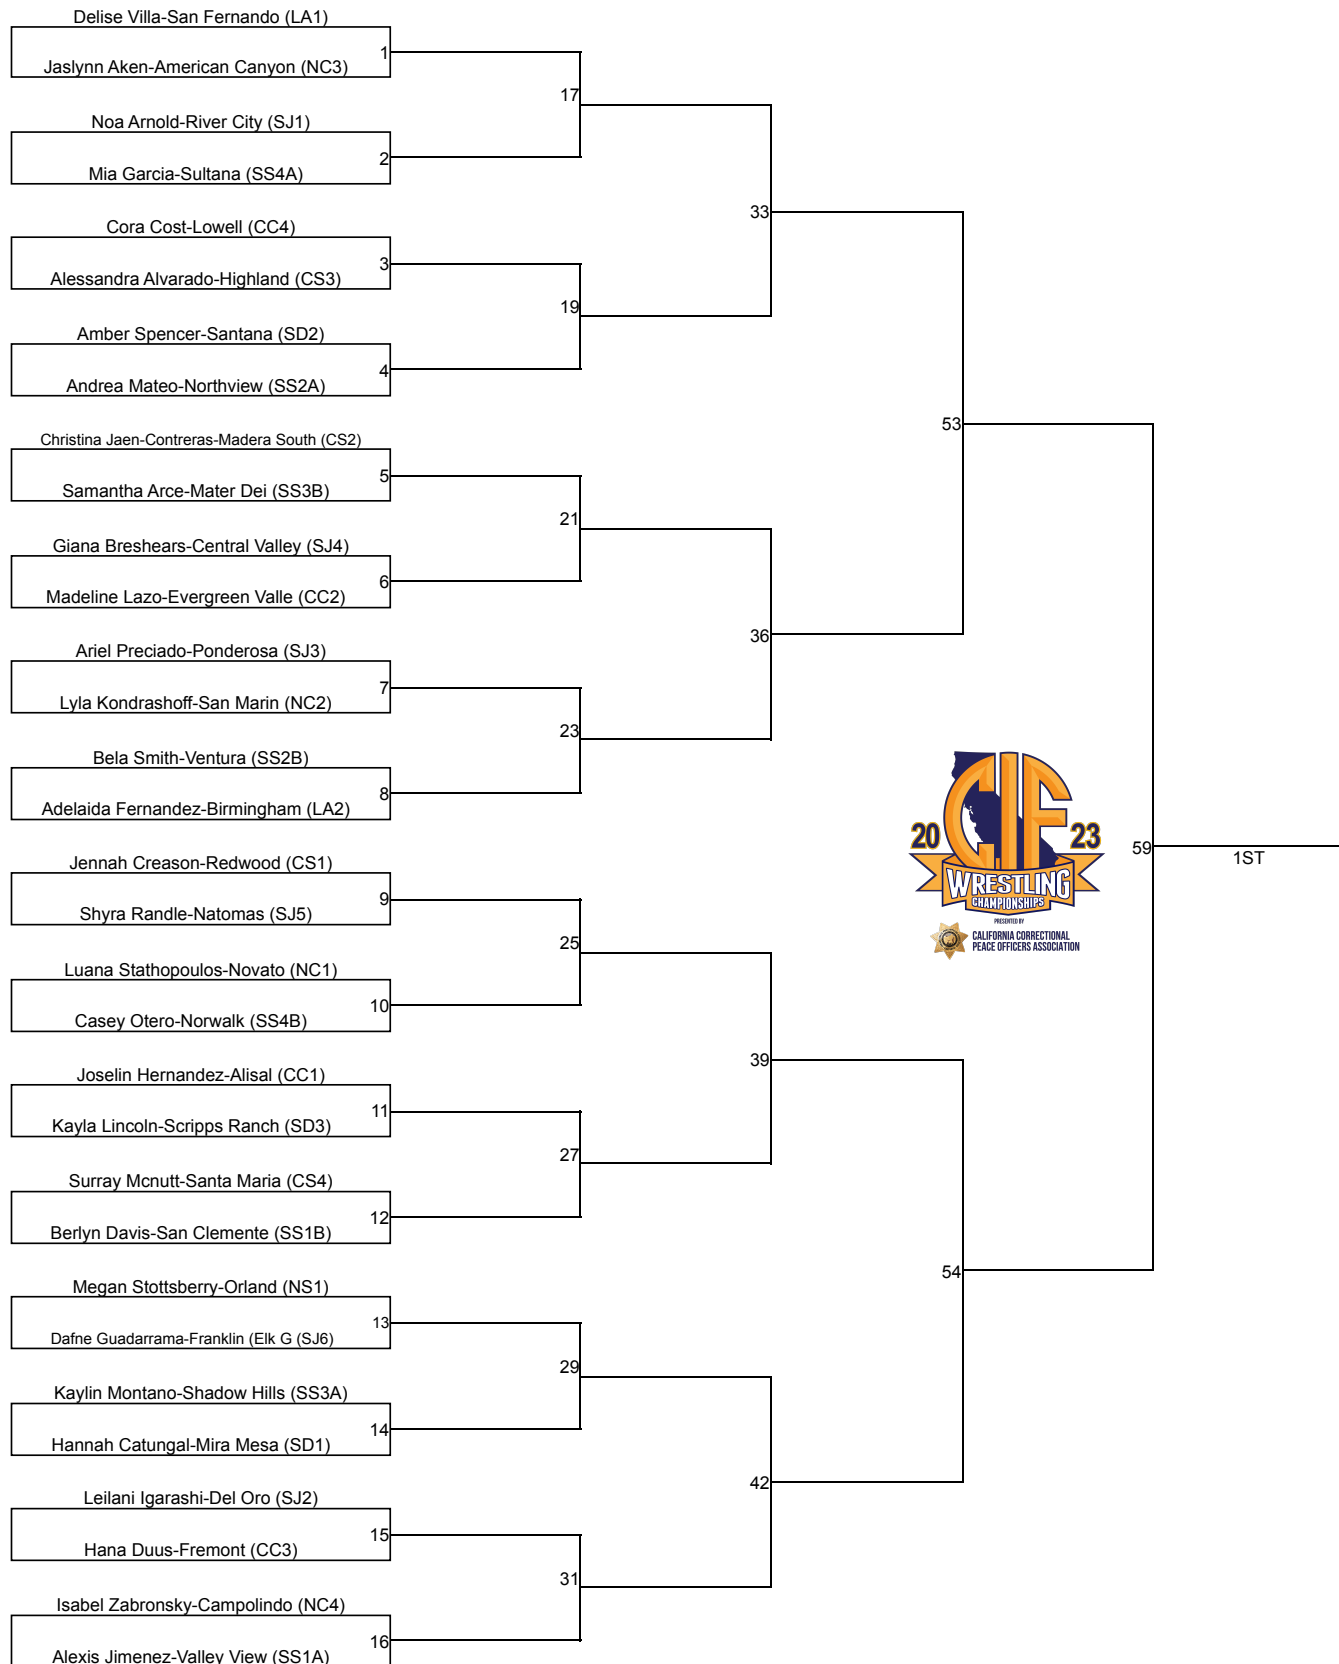 Delise Villa-San Fernando (LA1)
1
Jaslynn Aken-American Canyon (NC3)
17
Noa Arnold-River City (SJ1)
2
Mia Garcia-Sultana (SS4A)
33
Cora Cost-Lowell (CC4)
3
Alessandra Alvarado-Highland (CS3)
19
Amber Spencer-Santana (SD2)
4
Andrea Mateo-Northview (SS2A)
53
Christina Jaen-Contreras-Madera South (CS2)
5
Samantha Arce-Mater Dei (SS3B)
21
Giana Breshears-Central Valley (SJ4)
6
Madeline Lazo-Evergreen Valle (CC2)
36
Ariel Preciado-Ponderosa (SJ3)
7
Lyla Kondrashoff-San Marin (NC2)
23
Bela Smith-Ventura (SS2B)
8
Adelaida Fernandez-Birmingham (LA2)
CIF
20 23
WRESTLING
CHAMPIONSHIPS
PRESENTED BY
CALIFORNIA CORRECTIONAL
PEACE OFFICERS ASSOCIATION
59
1ST
Jennah Creason-Redwood (CS1)
9
Shyra Randle-Natomas (SJ5)
25
Luana Stathopoulos-Novato (NC1)
10
Casey Otero-Norwalk (SS4B)
39
Joselin Hernandez-Alisal (CC1)
11
Kayla Lincoln-Scripps Ranch (SD3)
27
Surray Mcnutt-Santa Maria (CS4)
12
Berlyn Davis-San Clemente (SS1B)
54
Megan Stottsberry-Orland (NS1)
13
Dafne Guadarrama-Franklin (Elk G (SJ6)
29
Kaylin Montano-Shadow Hills (SS3A)
14
Hannah Catungal-Mira Mesa (SD1)
42
Leilani Igarashi-Del Oro (SJ2)
15
Hana Duus-Fremont (CC3)
31
Isabel Zabronsky-Campolindo (NC4)
16
Alexis Jimenez-Valley View (SS1A)